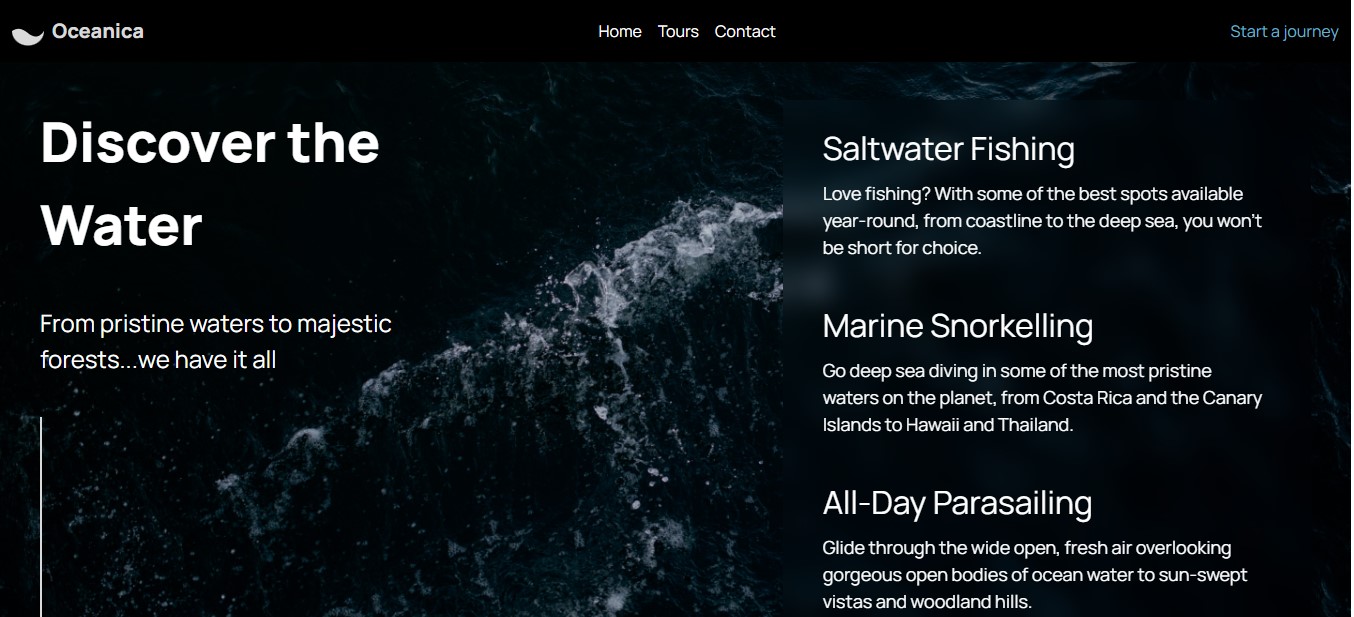 Oceanica
Home Tours Contact
Start a journey
Discover the
Water
From pristine waters to majestic
forests...we have it all
Saltwater Fishing
Love fishing? With some of the best spots available
year-round, from coastline to the deep sea, you won't
be short for choice.
Marine Snorkelling
Go deep sea diving in some of the most pristine
waters on the planet, from Costa Rica and the Canary
Islands to Hawaii and Thailand.
All-Day Parasailing
Glide through the wide open, fresh air overlooking
gorgeous open bodies of ocean water to sun-swept
vistas and woodland hills.